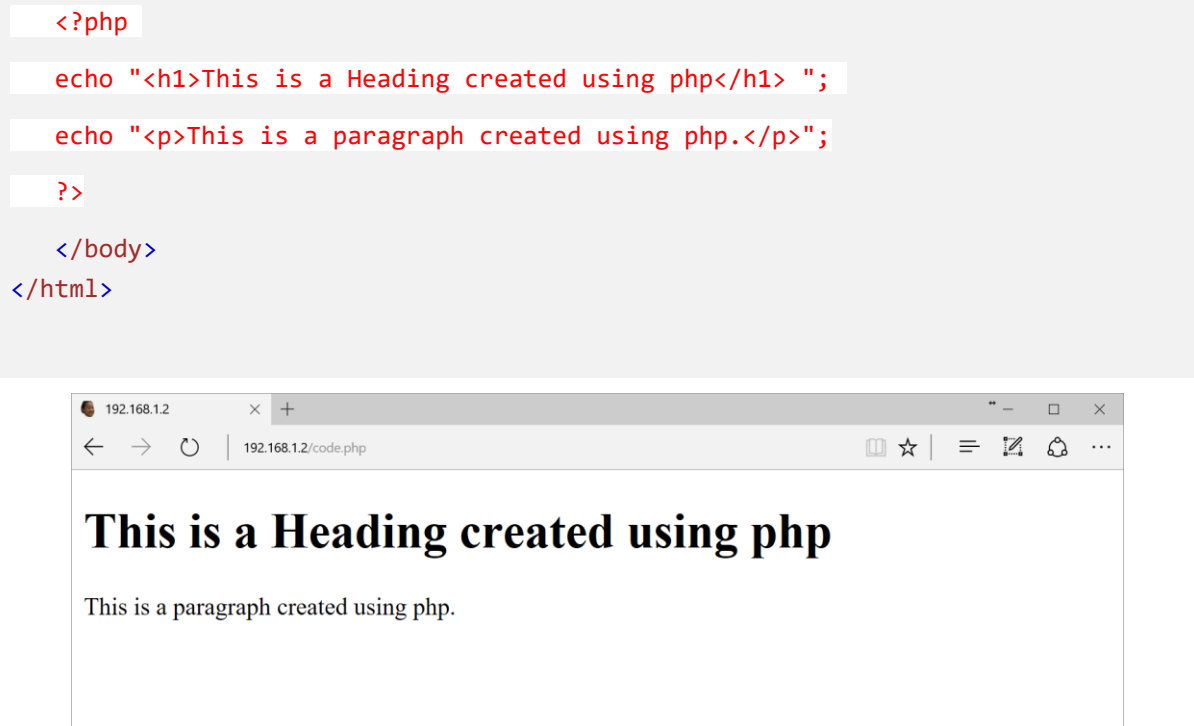 <?php
echo "<h1>This is a Heading created using php</h1> ";
echo "<p>This is a paragraph created using php.</p>";
?>
</body>
</html>
192.168.1.2
192.168.1.2/code.php
This is a Heading created using php
This is a paragraph created using php.